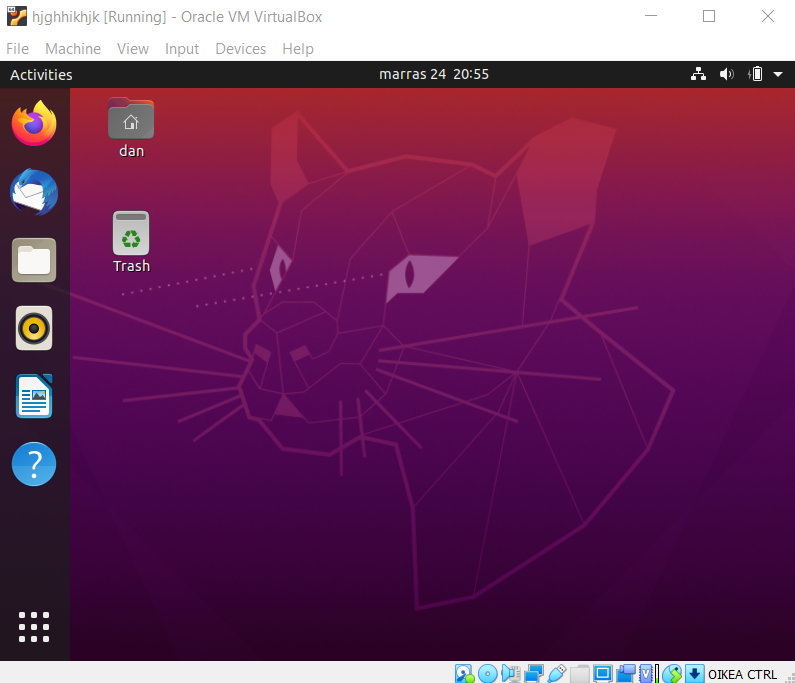 hjghhikhjk [Running] - Oracle VM VirtualBox
File Machine View Input Devices Help
Activities marras 24 20:55
dan
Trash
?
OIKEA CTRL